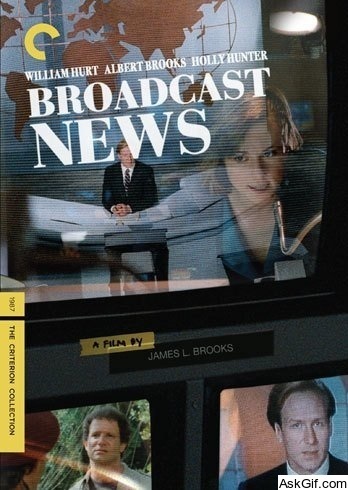 WILLIAM HURT ALBERT BROOKS HOLLY HUNTER
BROADCAST
NEWS
1987
THE CRITERION COLLECTION
A FILM BY
JAMES L. BROOKS
AskGif.com